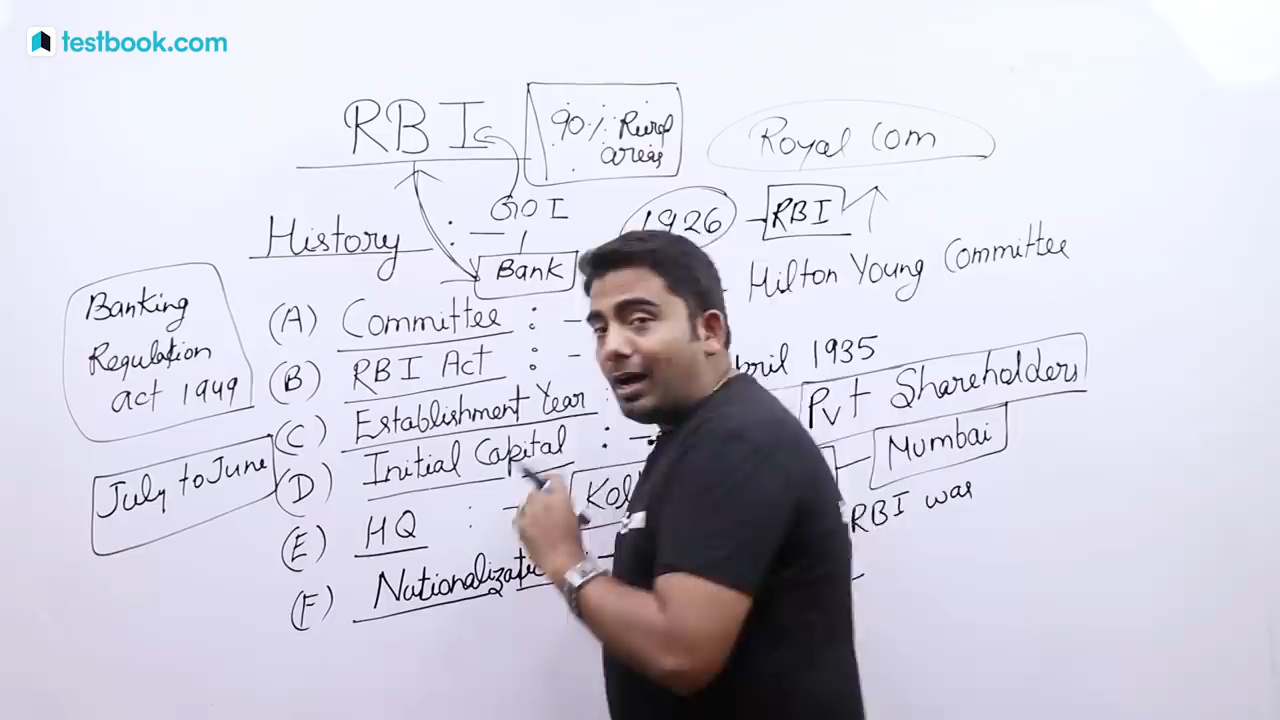 testbook.com
RBI
90% Rural
areas
Royal Com
GOI
1926 - RBI
History : -
Bank
Hilton Young Committee
Banking
Regulation
act 1949
(A) Committee : -
(B) RBI Act : -
1935
(C) Establishment Year :
Pvt Shareholders
(D) Initial Capital : -
July to June
Mumbai
(E) HQ : -
RBI was
(F) Nationalizati